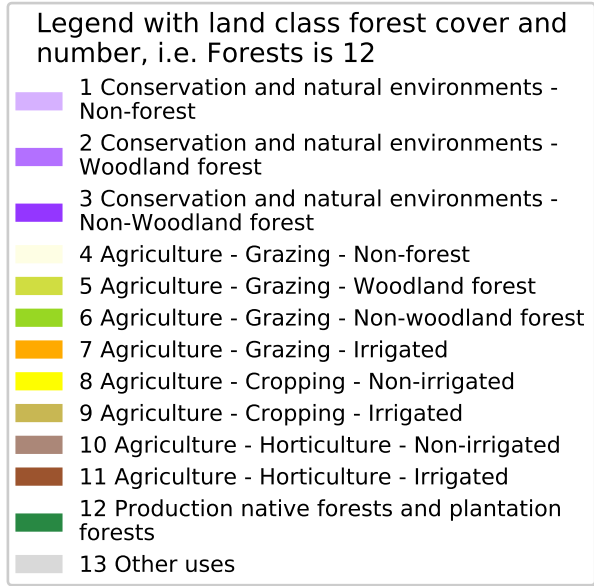 Legend with land class forest cover and
number, i.e. Forests is 12
1 Conservation and natural environments -
Non-forest
2 Conservation and natural environments -
Woodland forest
3 Conservation and natural environments -
Non-Woodland forest
4 Agriculture - Grazing - Non-forest
5 Agriculture - Grazing - Woodland forest
6 Agriculture - Grazing - Non-woodland forest
7 Agriculture - Grazing - Irrigated
8 Agriculture - Cropping - Non-irrigated
9 Agriculture - Cropping - Irrigated
10 Agriculture - Horticulture - Non-irrigated
11 Agriculture - Horticulture - Irrigated
12 Production native forests and plantation
forests
13 Other uses